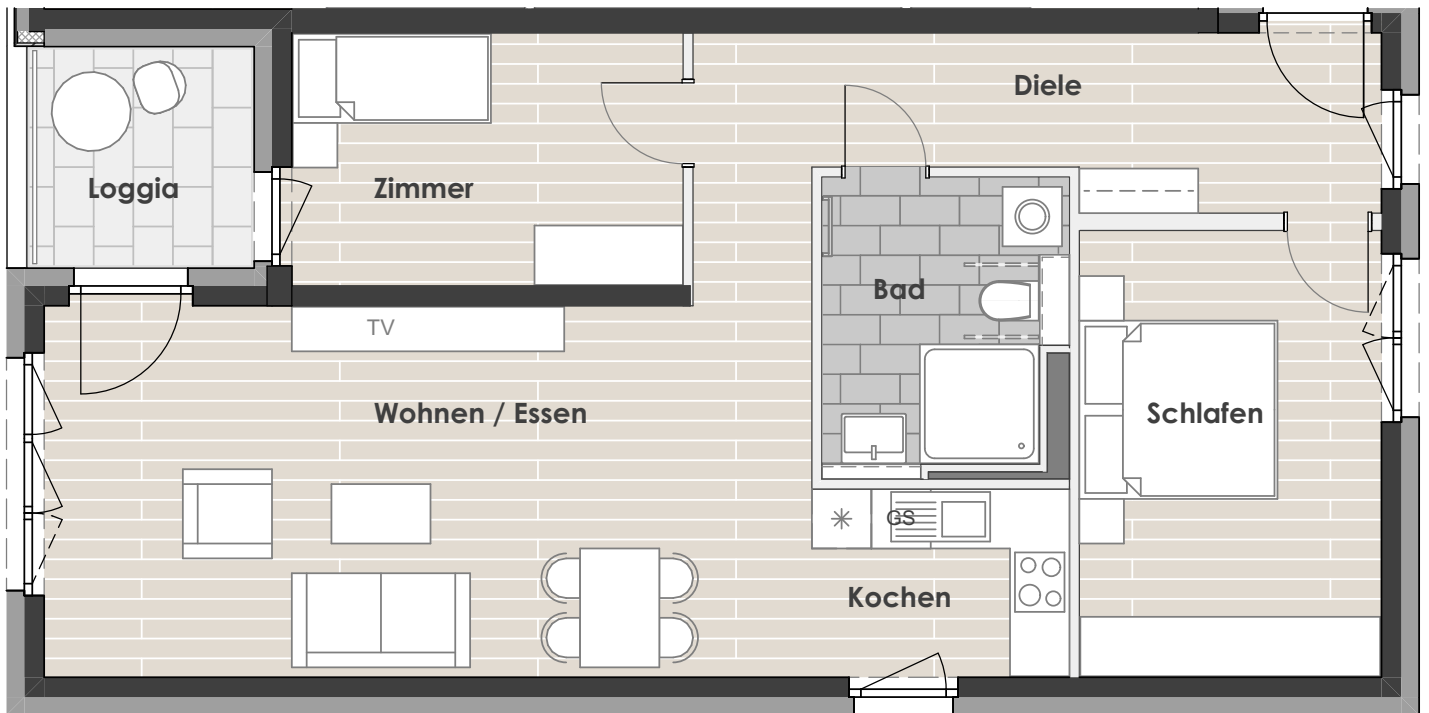 Diele
Loggia
Zimmer
Bad
TV
Wohnen / Essen
Schlafen
GS
Kochen